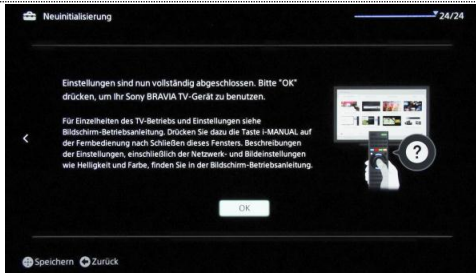 Neuinitialisierung
24/24
Einstellungen sind nun vollständig abgeschlossen. Bitte "OK"
drücken, um Ihr Sony BRAVIA TV-Gerät zu benutzen.
Für Einzelheiten des TV-Betriebs und Einstellungen siehe
Bildschirm-Betriebsanleitung. Drücken Sie dazu die Taste i-MANUAL auf
der Fernbedienung nach Schließen dieses Fensters. Beschreibungen
der Einstellungen, einschließlich der Netzwerk- und Bildeinstellungen
wie Helligkeit und Farbe, finden Sie in der Bildschirm-Betriebsanleitung.
?
OK
Speichern Zurück